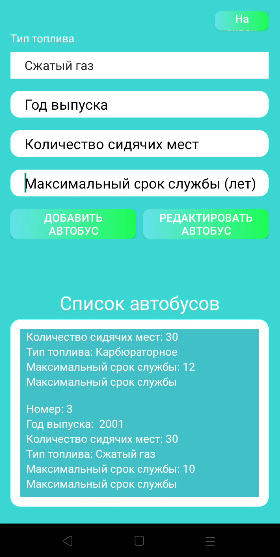 На
Тип топлива
Сжатый газ
Год выпуска
Количество сидячих мест
Максимальный срок службы (лет)
ДОБАВИТЬ АВТОБУС
РЕДАКТИРОВАТЬ АВТОБУС
Список автобусов
Количество сидячих мест: 30
Тип топлива: Карбюраторное
Максимальный срок службы: 12
Максимальный срок службы
Номер: 3
Год выпуска: 2001
Количество сидячих мест: 30
Тип топлива: Сжатый газ
Максимальный срок службы: 10
Максимальный срок службы